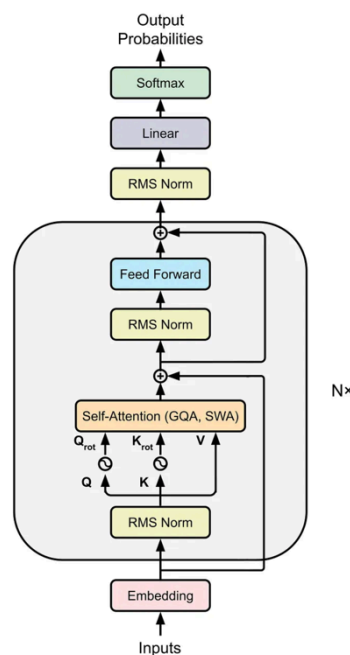 Output
Probabilities
Softmax
Linear
RMS Norm
Feed Forward
RMS Norm
N×
Self-Attention (GQA, SWA)
Qrot Krot V
Q K
RMS Norm
Embedding
Inputs